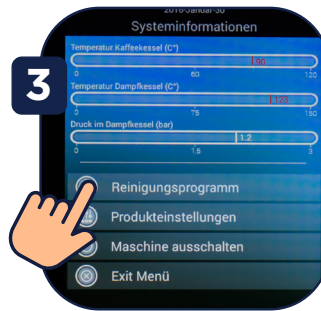 2016-Januar-30
Systeminformationen
Temperatur Kaffeekessel (C°)
90
0 60 120
3
Temperatur Dampfkessel (C°)
123
0 75 150
Druck im Dampfkessel (bar)
1.2
0 1.5 3
Reinigungsprogramm
Produkteinstellungen
Maschine ausschalten
Exit Menü